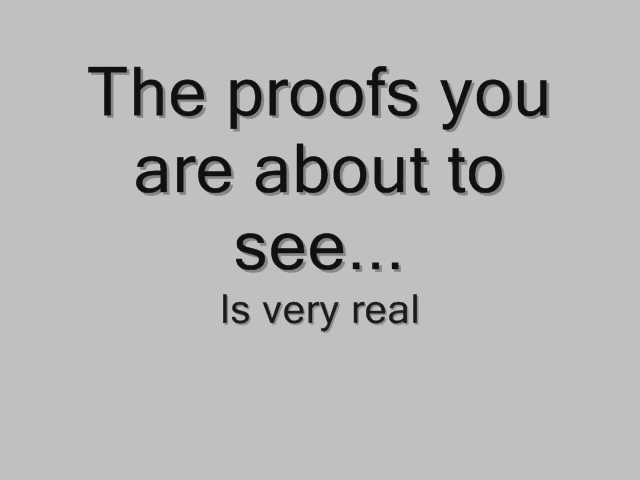 The proofs you
are about to
see...
Is very real